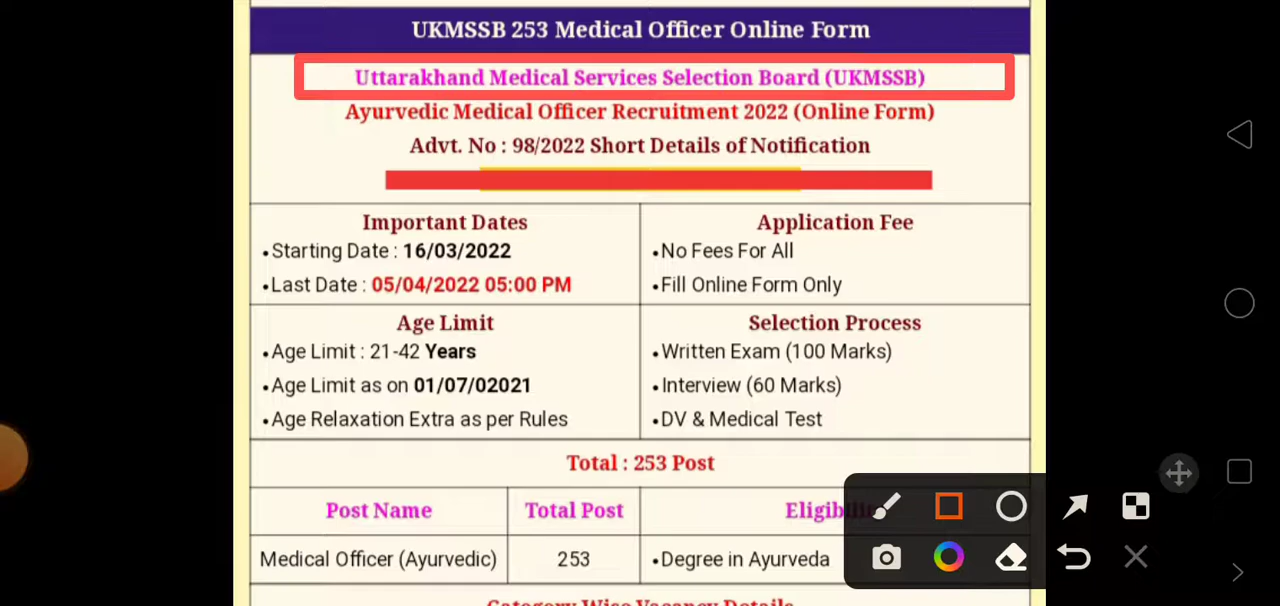 UKMSSB 253 Medical Officer Online Form
Uttarakhand Medical Services Selection Board (UKMSSB)
Ayurvedic Medical Officer Recruitment 2022 (Online Form)
Advt. No : 98/2022 Short Details of Notification
Important Dates
•Starting Date : 16/03/2022
•Last Date : 05/04/2022 05:00 PM
Application Fee
•No Fees For All
•Fill Online Form Only
Age Limit
•Age Limit : 21-42 Years
•Age Limit as on 01/07/02021
•Age Relaxation Extra as per Rules
Selection Process
•Written Exam (100 Marks)
•Interview (60 Marks)
•DV & Medical Test
Total : 253 Post
Post Name Total Post
Medical Officer (Ayurvedic) 253 •Degree in Ayurveda
Category Wise Vacancy Details